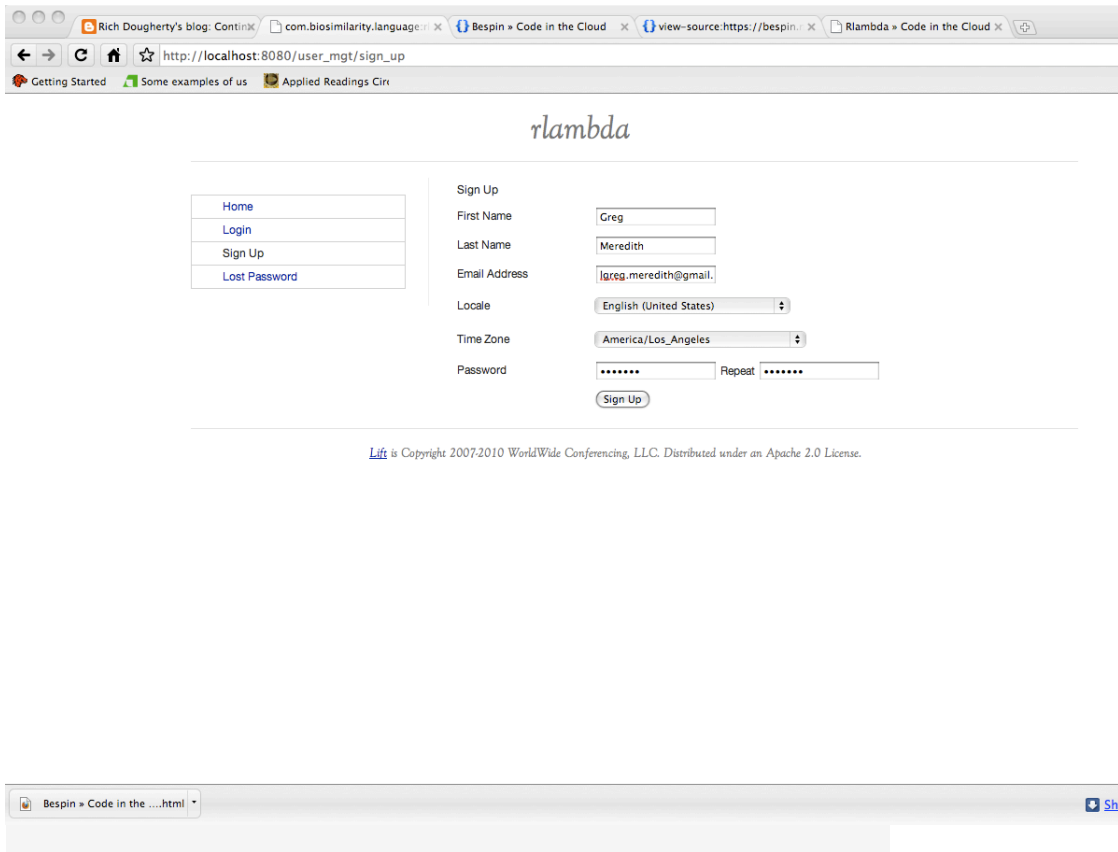 Rich Dougherty's blog: Contin com.biosimilarity.language:r Bespin » Code in the Cloud view-source:https://bespin. Rlambda » Code in the Cloud
http://localhost:8080/user_mgt/sign_up
Getting Started Some examples of us Applied Readings Circ
rlambda
Home
Login
Sign Up
Lost Password
Sign Up
First Name Greg
Last Name Meredith
Email Address lgreg.meredith@gmail.
Locale English (United States)
Time Zone America/Los_Angeles
Password ••••••• Repeat •••••••
Sign Up
Lift is Copyright 2007-2010 WorldWide Conferencing, LLC. Distributed under an Apache 2.0 License.
Bespin » Code in the ....html Sh